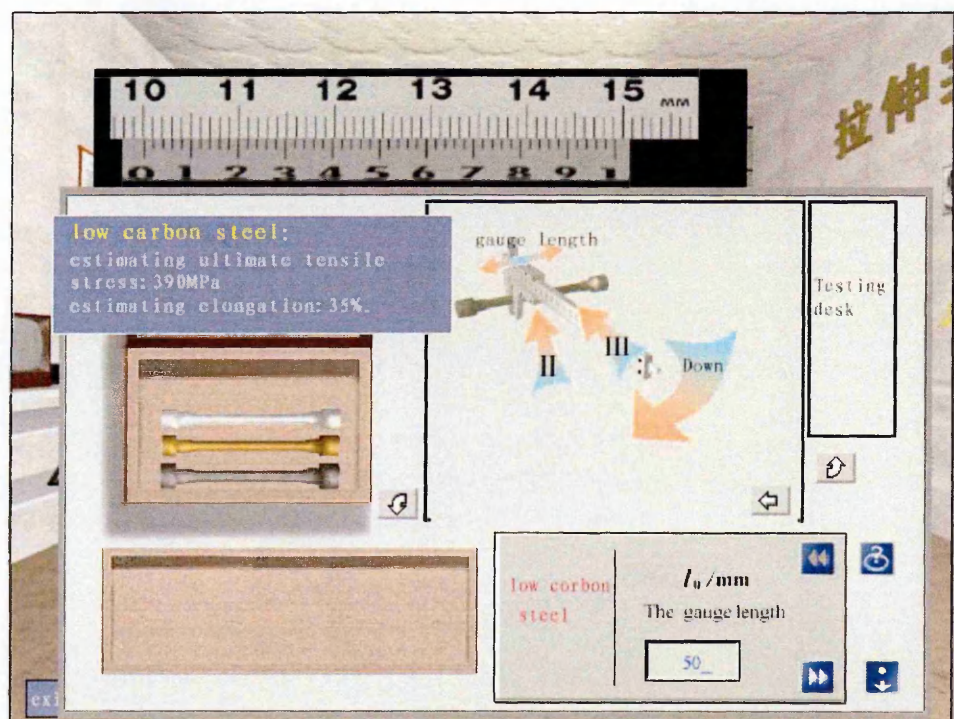 10 11 12 13 14 15 MM
0 1 2 3 4 5 6 7 8 9 1
拉伸
low carbon steel:
estimating ultimate tensile
stress: 390MPa
estimating elongation: 35%.
gauge length
II
III
Down
Testing
desk
low corbon
steel
l₀/mm
The gauge length
50_
exi